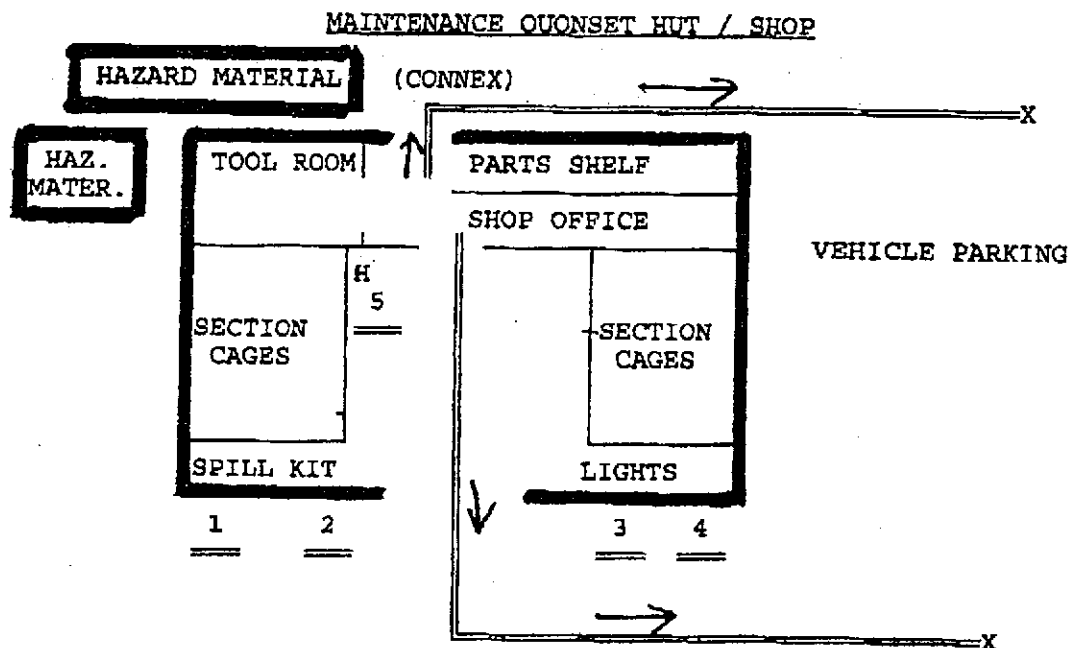 MAINTENANCE QUONSET HUT / SHOP
HAZARD MATERIAL (CONNEX)
X
HAZ.
MATER.
TOOL ROOM
PARTS SHELF
SHOP OFFICE
VEHICLE PARKING
H
5
SECTION
CAGES
SECTION
CAGES
SPILL KIT
LIGHTS
1 2 3 4
X